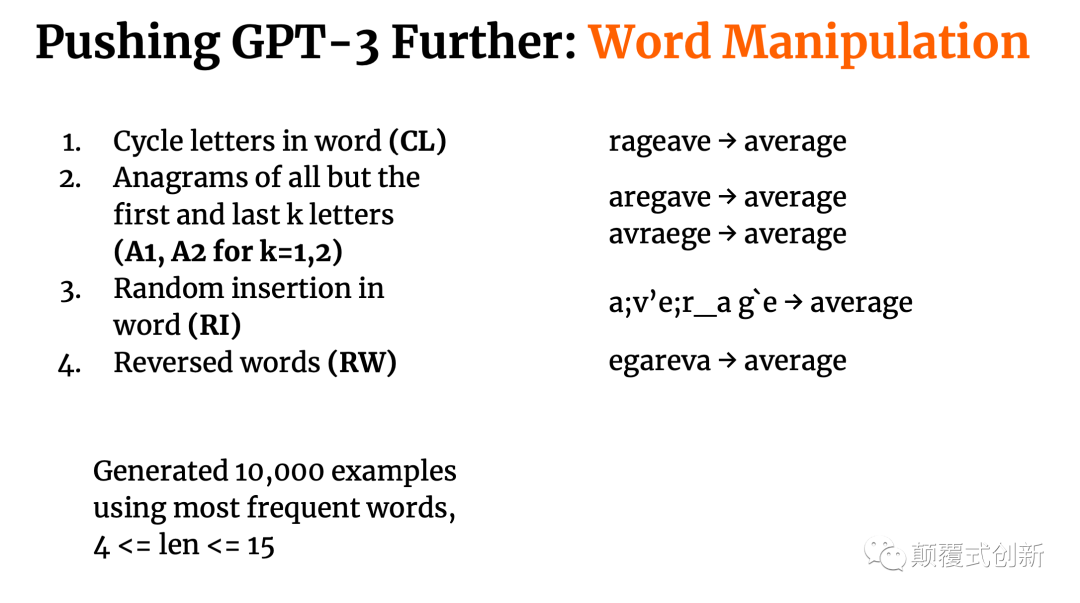 Pushing GPT-3 Further: Word Manipulation
1. Cycle letters in word (CL)
rageave → average
2. Anagrams of all but the
first and last k letters
(A1, A2 for k=1,2)
aregave → average
avraege → average
3. Random insertion in
word (RI)
a;v’e;r_a g`e → average
4. Reversed words (RW)
egareva → average
Generated 10,000 examples
using most frequent words,
4 <= len <= 15
颠覆式创新